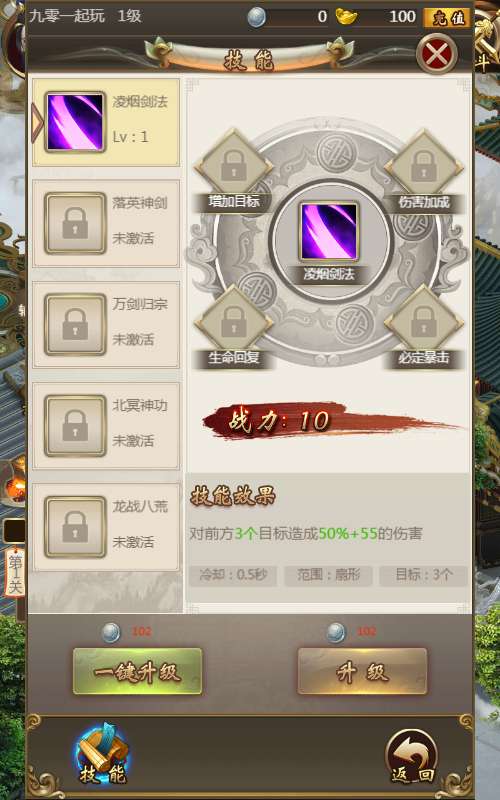 九零一起玩 1级 0 100 充值
技能
斗
凌烟剑法
Lv：1
落英神剑
未激活
万剑归宗
未激活
北冥神功
未激活
龙战八荒
未激活
增加目标 伤害加成
凌烟剑法
生命回复 必定暴击
战力：10
技能效果
对前方3个目标造成50%+55的伤害
冷却：0.5秒 范围：扇形 目标：3个
第1关
102 102
一键升级 升级
技能 返回